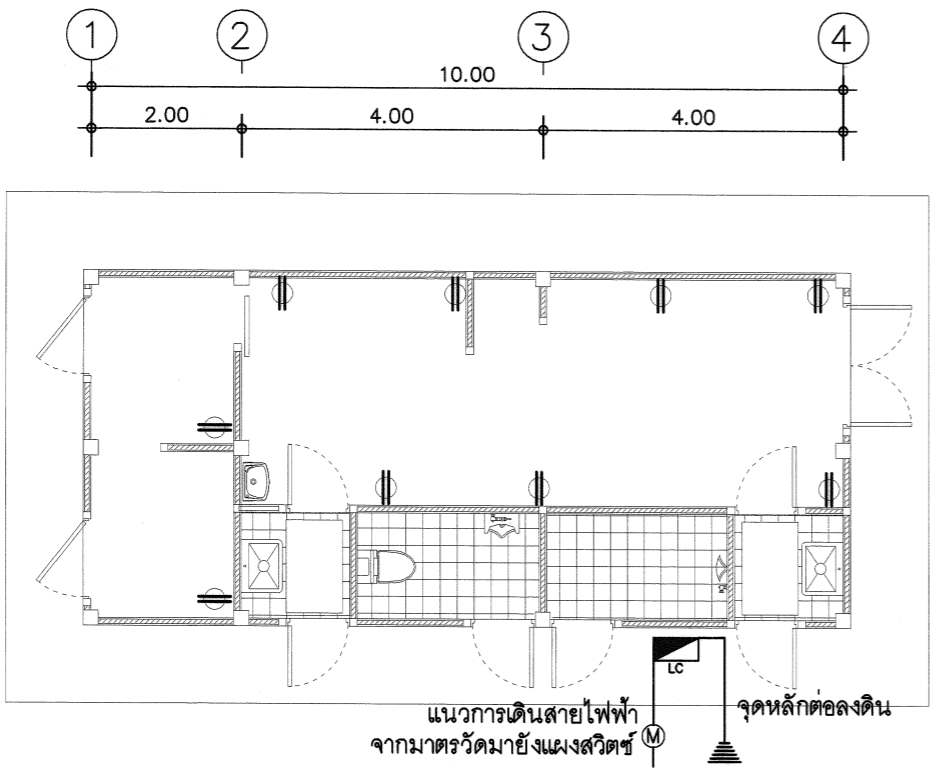 1 2 3 4
10.00
2.00 4.00 4.00
LC
แนวการเดินสายไฟฟ้า
จากมาตรวัดมายังแผงสวิตซ์
M
จุดหลักต่อลงดิน